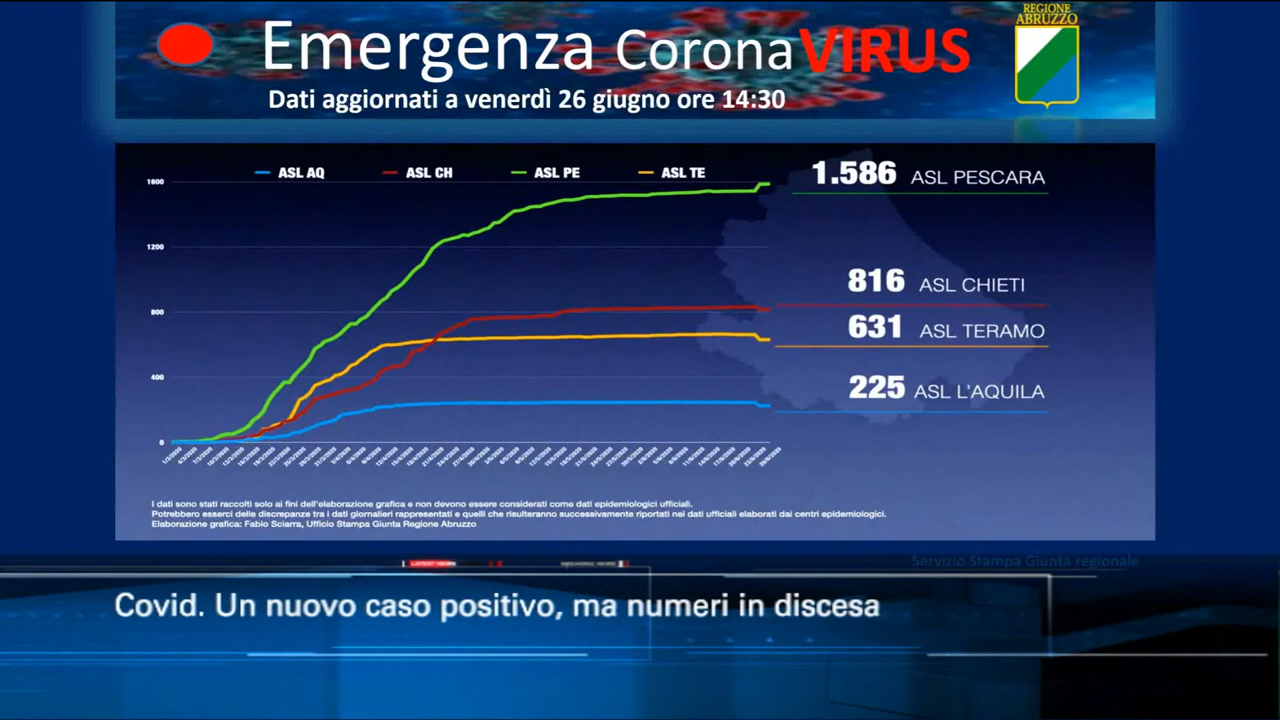 REGIONE
ABRUZZO
Emergenza CoronaVIRUS
Dati aggiornati a venerdì 26 giugno ore 14:30
ASL AQ ASL CH ASL PE ASL TE
1600
1200
800
400
0
1.586 ASL PESCARA
816 ASL CHIETI
631 ASL TERAMO
225 ASL L'AQUILA
I dati sono stati raccolti solo ai fini dell'elaborazione grafica e non devono essere considerati come dati epidemiologici ufficiali.
Potrebbero esserci delle discrepanze tra i dati giornalieri rappresentati e quelli che risulteranno successivamente riportati nei dati ufficiali elaborati dai centri epidemiologici.
Elaborazione grafica: Fabio Sciarra, Ufficio Stampa Giunta Regione Abruzzo
Servizio Stampa Giunta regionale
LATEST NEWS
Covid. Un nuovo caso positivo, ma numeri in discesa